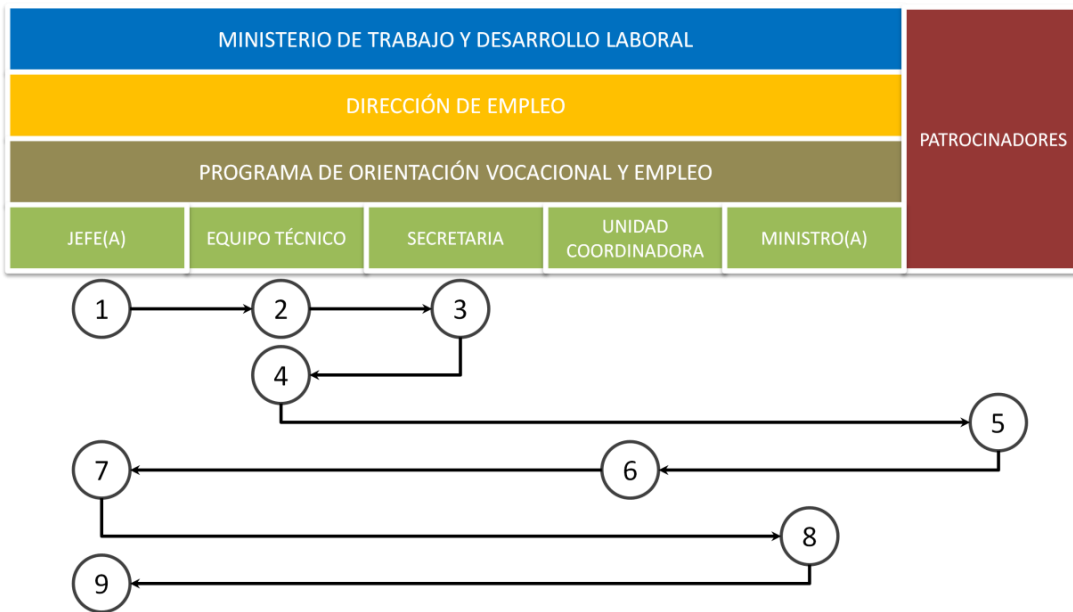 MINISTERIO DE TRABAJO Y DESARROLLO LABORAL
DIRECCIÓN DE EMPLEO
PATROCINADORES
PROGRAMA DE ORIENTACIÓN VOCACIONAL Y EMPLEO
JEFE(A)
EQUIPO TÉCNICO
SECRETARIA
UNIDAD
COORDINADORA
MINISTRO(A)
1
2
3
4
5
7
6
8
9